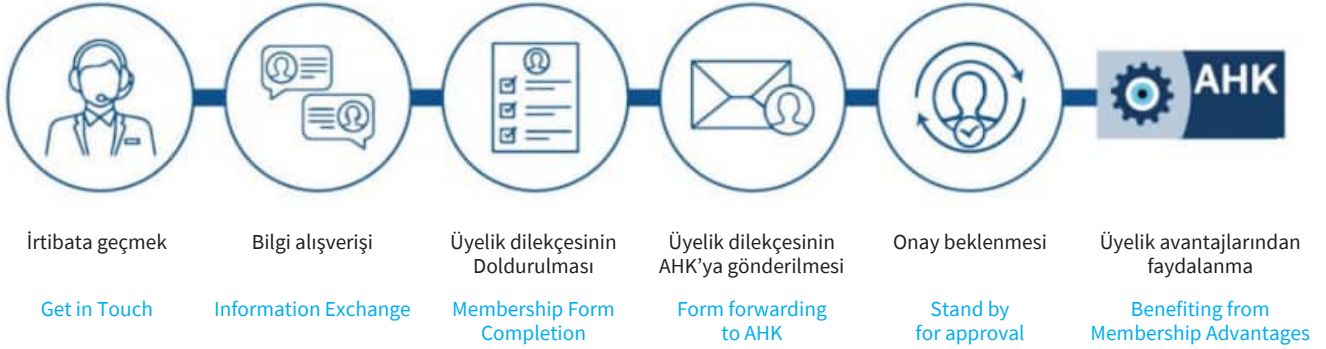 AHK
İrtibata geçmek
Get in Touch
Bilgi alışverişi
Information Exchange
Üyelik dilekçesinin
Doldurulması
Membership Form
Completion
Üyelik dilekçesinin
AHK’ya gönderilmesi
Form forwarding
to AHK
Onay beklenmesi
Stand by
for approval
Üyelik avantajlarından
faydalanma
Benefiting from
Membership Advantages